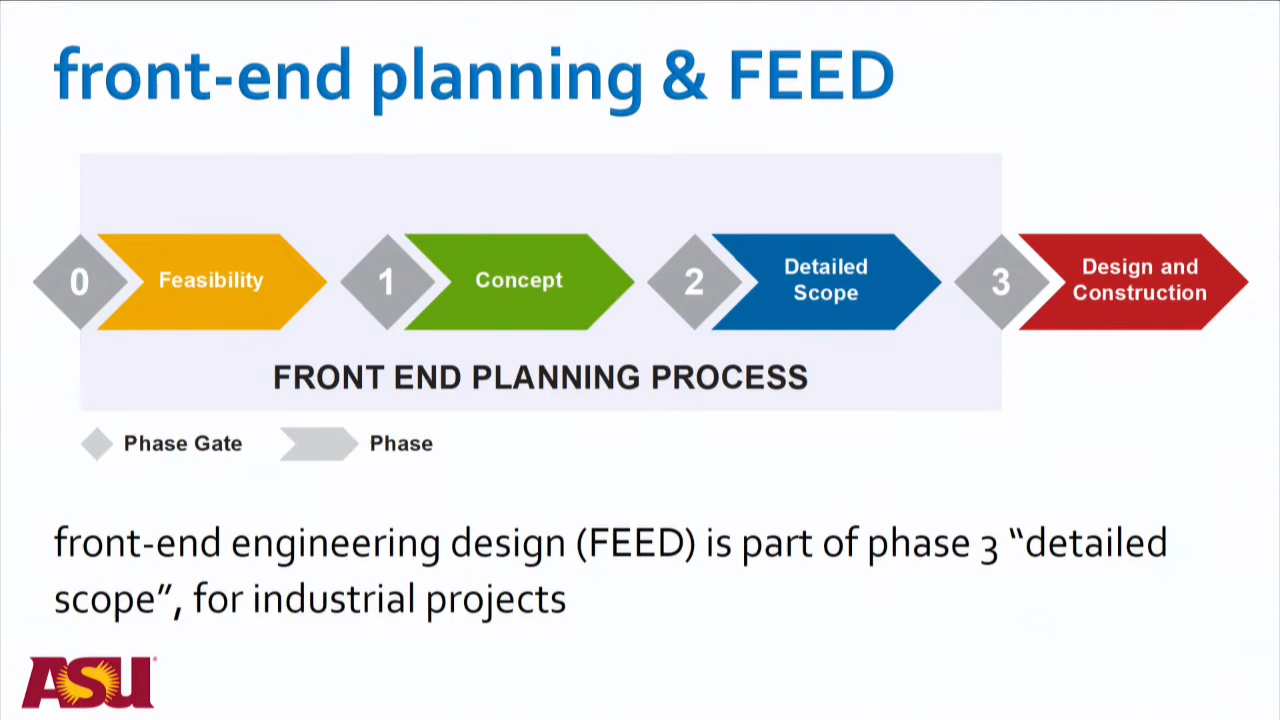 front-end planning & FEED
0
Feasibility
1
Concept
2
Detailed
Scope
3
Design and
Construction
FRONT END PLANNING PROCESS
Phase Gate
Phase
front-end engineering design (FEED) is part of phase 3 “detailed
scope”, for industrial projects
ASU